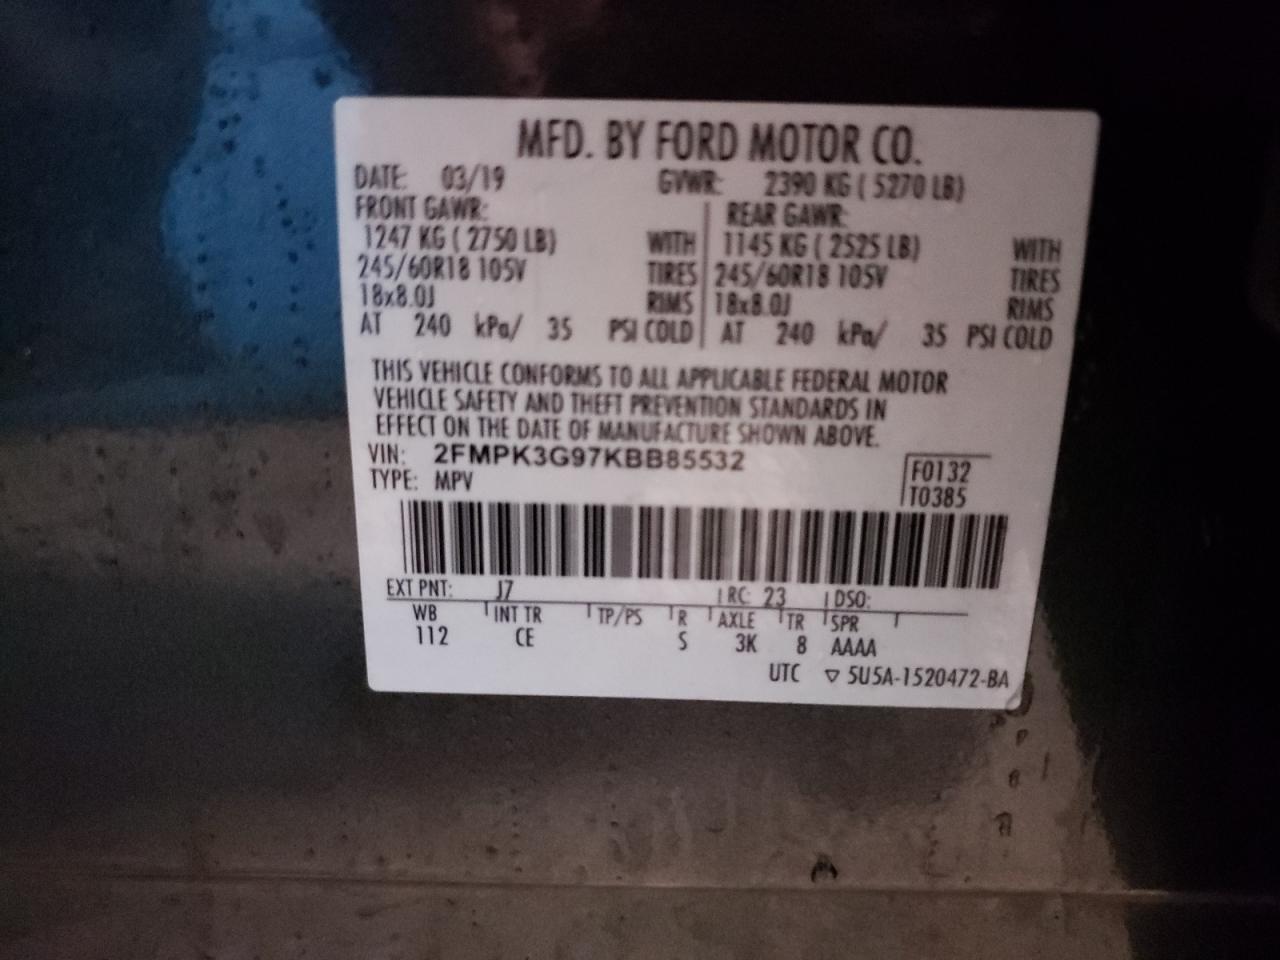 MFD. BY FORD MOTOR CO.
DATE: 03/19 GVWR: 2390 KG ( 5270 LB)
FRONT GAWR: REAR GAWR:
1247 KG ( 2750 LB) WITH 1145 KG ( 2525 LB) WITH
245/60R18 105V TIRES 245/60R18 105V TIRES
18x8.0J RIMS 18x8.0J RIMS
AT 240 kPa/ 35 PSI COLD AT 240 kPa/ 35 PSI COLD
THIS VEHICLE CONFORMS TO ALL APPLICABLE FEDERAL MOTOR
VEHICLE SAFETY AND THEFT PREVENTION STANDARDS IN
EFFECT ON THE DATE OF MANUFACTURE SHOWN ABOVE.
VIN: 2FMPK3G97KBB85532
TYPE: MPV
F0132
T0385
EXT PNT: J7 RC: 23 DSO:
WB INT TR TP/PS R AXLE TR SPR
112 CE S 3K 8 AAAA
UTC ▽ 5U5A-1520472-BA